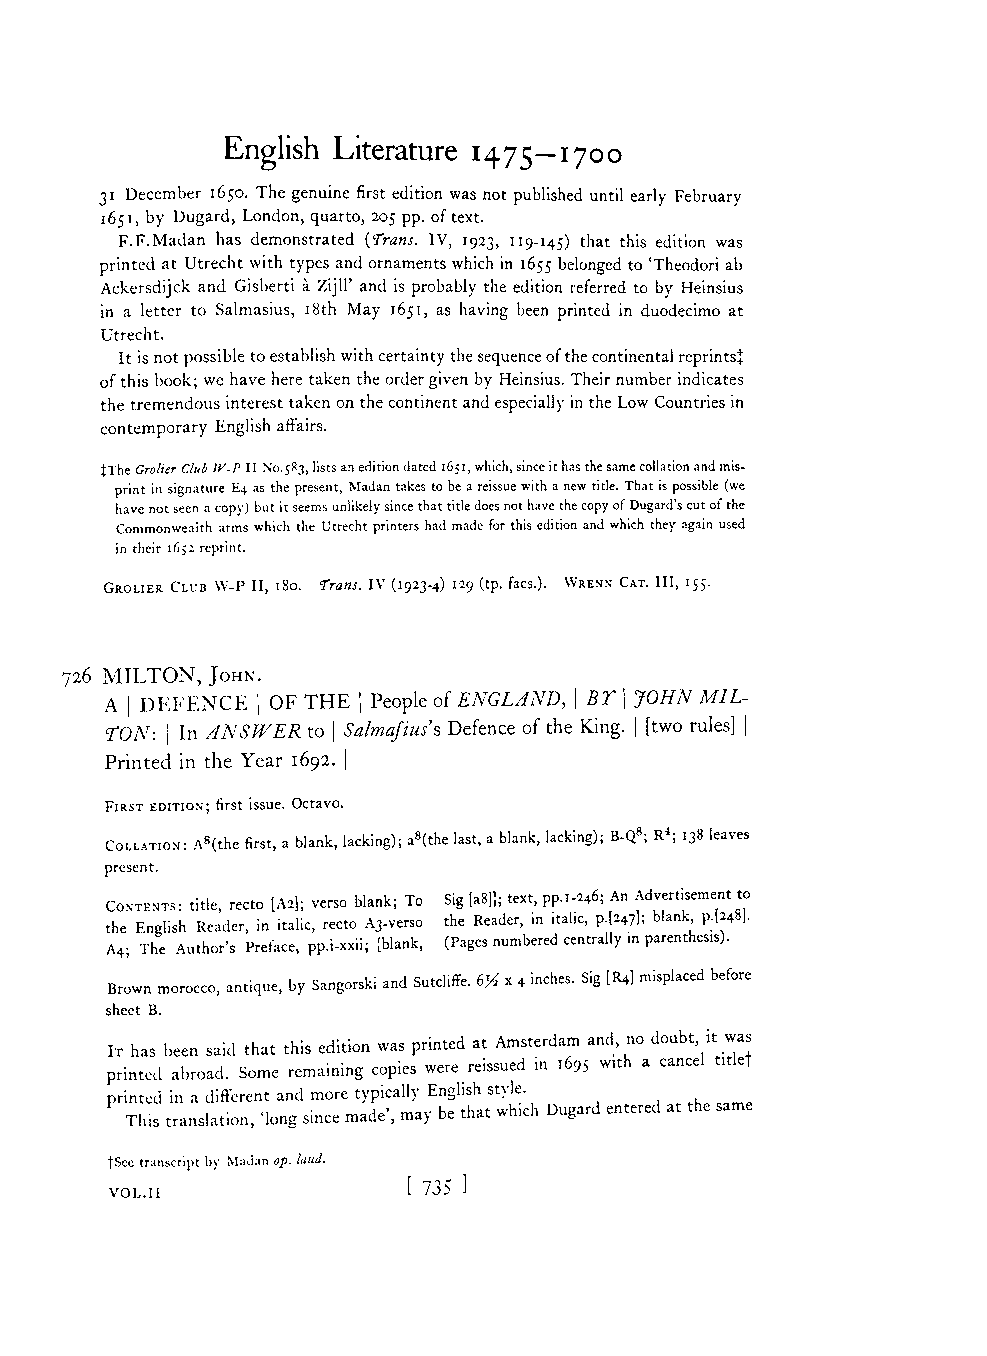 English Literature 1475–1700
31 December 1650. The genuine first edition was not published until early February
1651, by Dugard, London, quarto, 205 pp. of text.
F.F.Madan has demonstrated (Trans. IV, 1923, 119-145) that this edition was
printed at Utrecht with types and ornaments which in 1655 belonged to ‘Theodori ab
Ackersdijck and Gisberti à Zijll’ and is probably the edition referred to by Heinsius
in a letter to Salmasius, 18th May 1651, as having been printed in duodecimo at
Utrecht.
It is not possible to establish with certainty the sequence of the continental reprints‡
of this book; we have here taken the order given by Heinsius. Their number indicates
the tremendous interest taken on the continent and especially in the Low Countries in
contemporary English affairs.
‡The Grolier Club W-P II No.583, lists an edition dated 1651, which, since it has the same collation and mis-
print in signature E4 as the present, Madan takes to be a reissue with a new title. That is possible (we
have not seen a copy) but it seems unlikely since that title does not have the copy of Dugard's cut of the
Commonwealth arms which the Utrecht printers had made for this edition and which they again used
in their 1652 reprint.
GROLIER CLUB W-P II, 180. Trans. IV (1923-4) 129 (tp. facs.). WRENN CAT. III, 155.
726 MILTON, JOHN.
A | DEFENCE | OF THE | People of ENGLAND, | BY | JOHN MIL-
TON: | In ANSWER to | Salmaſius's Defence of the King. | [two rules] |
Printed in the Year 1692. |
FIRST EDITION; first issue. Octavo.
COLLATION: A⁸(the first, a blank, lacking); a⁸(the last, a blank, lacking); B-Q⁸; R⁴; 138 leaves
present.
CONTENTS: title, recto [A2]; verso blank; To
the English Reader, in italic, recto A3-verso
A4; The Author's Preface, pp.i-xxii; [blank,
Sig [a8]]; text, pp.1-246; An Advertisement to
the Reader, in italic, p.[247]; blank, p.[248].
(Pages numbered centrally in parenthesis).
Brown morocco, antique, by Sangorski and Sutcliffe. 6½ x 4 inches. Sig [R4] misplaced before
sheet B.
IT has been said that this edition was printed at Amsterdam and, no doubt, it was
printed abroad. Some remaining copies were reissued in 1695 with a cancel title†
printed in a different and more typically English style.
This translation, ‘long since made’, may be that which Dugard entered at the same
†See transcript by Madan op. laud.
VOL.II
[ 735 ]